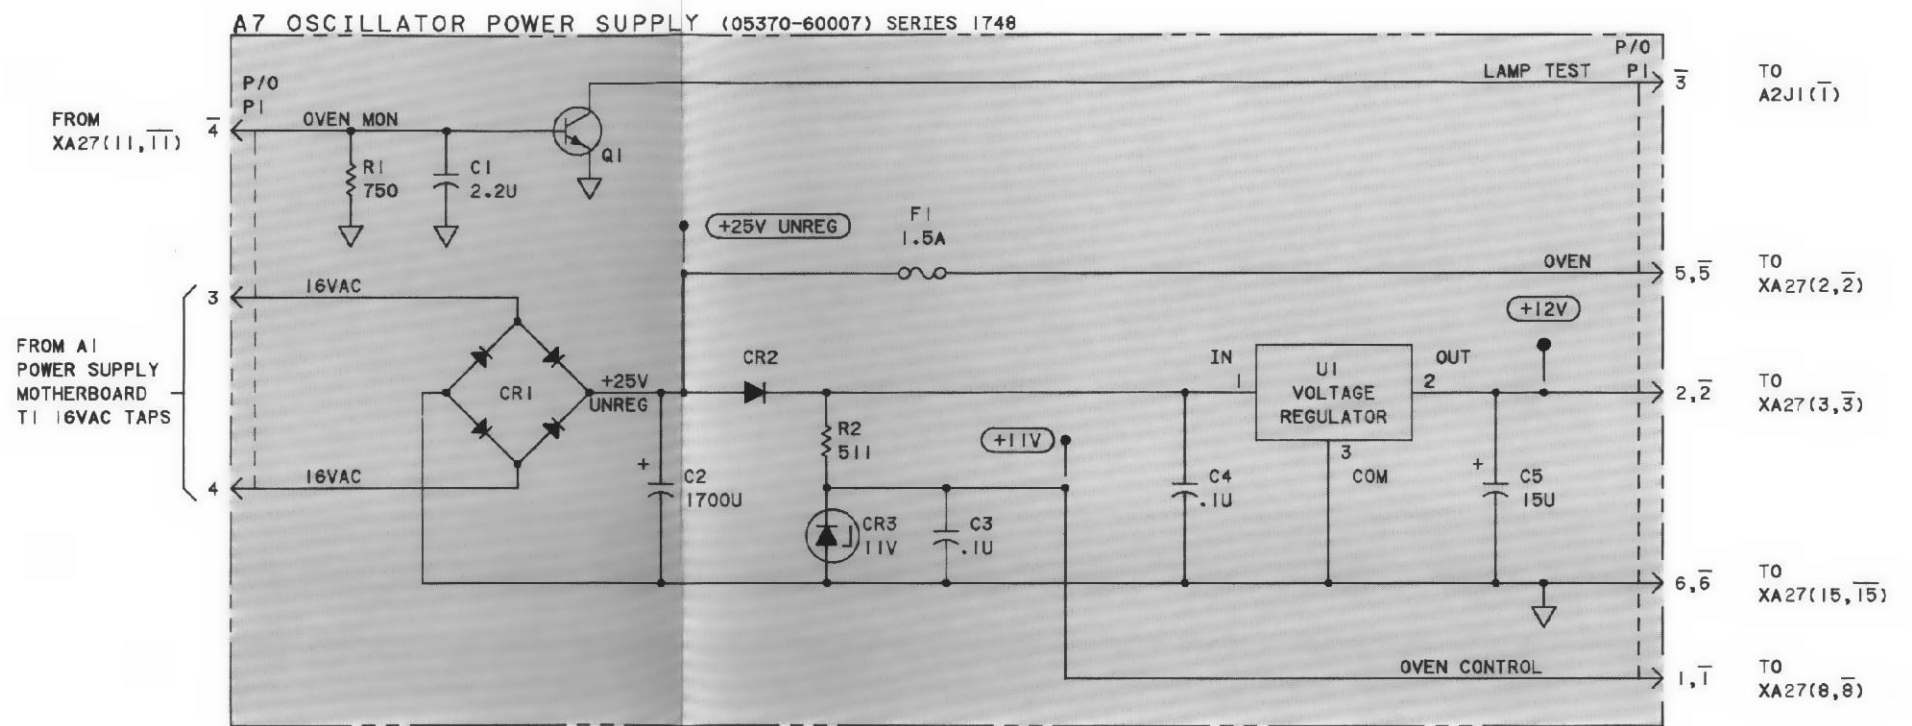 A7 OSCILLATOR POWER SUPPLY (05370-60007) SERIES 1748
P/O
P1
P/O
P1
LAMP TEST
3̅
TO
A2J1(1̅)
FROM
XA27(11,1̅1̅)
4̅
OVEN MON
Q1
R1
750
C1
2.2U
+25V UNREG
F1
1.5A
OVEN
5,5̅
TO
XA27(2,2̅)
3
16VAC
+12V
FROM A1
POWER SUPPLY
MOTHERBOARD
T1 16VAC TAPS
CR1
+25V
UNREG
CR2
IN
1
U1
VOLTAGE
REGULATOR
OUT
2
2,2̅
TO
XA27(3,3̅)
R2
511
+11V
3
COM
4
16VAC
+
C2
1700U
C4
.1U
+
C5
15U
CR3
11V
C3
.1U
6,6̅
TO
XA27(15,1̅5̅)
OVEN CONTROL
1,1̅
TO
XA27(8,8̅)